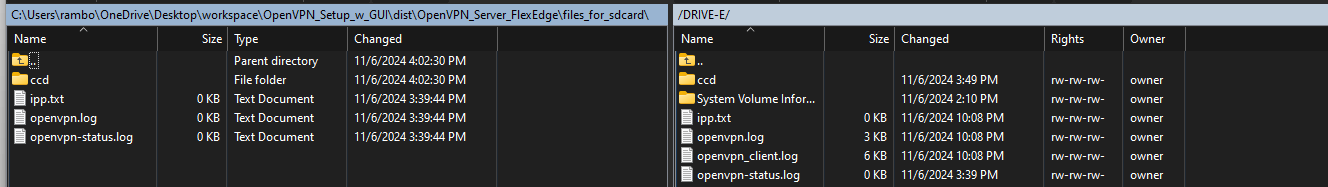 C:\Users\rambo\OneDrive\Desktop\workspace\OpenVPN_Setup_w_GUI\dist\OpenVPN_Server_FlexEdge\files_for_sdcard\
Name Size Type Changed
.. Parent directory 11/6/2024 4:02:30 PM
ccd File folder 11/6/2024 4:02:30 PM
ipp.txt 0 KB Text Document 11/6/2024 3:39:44 PM
openvpn.log 0 KB Text Document 11/6/2024 3:39:44 PM
openvpn-status.log 0 KB Text Document 11/6/2024 3:39:44 PM
/DRIVE-E/
Name Size Changed Rights Owner
..
ccd 11/6/2024 3:49 PM rw-rw-rw- owner
System Volume Infor... 11/6/2024 2:10 PM rw-rw-rw- owner
ipp.txt 0 KB 11/6/2024 10:08 PM rw-rw-rw- owner
openvpn.log 3 KB 11/6/2024 10:08 PM rw-rw-rw- owner
openvpn_client.log 6 KB 11/6/2024 10:08 PM rw-rw-rw- owner
openvpn-status.log 0 KB 11/6/2024 3:39 PM rw-rw-rw- owner